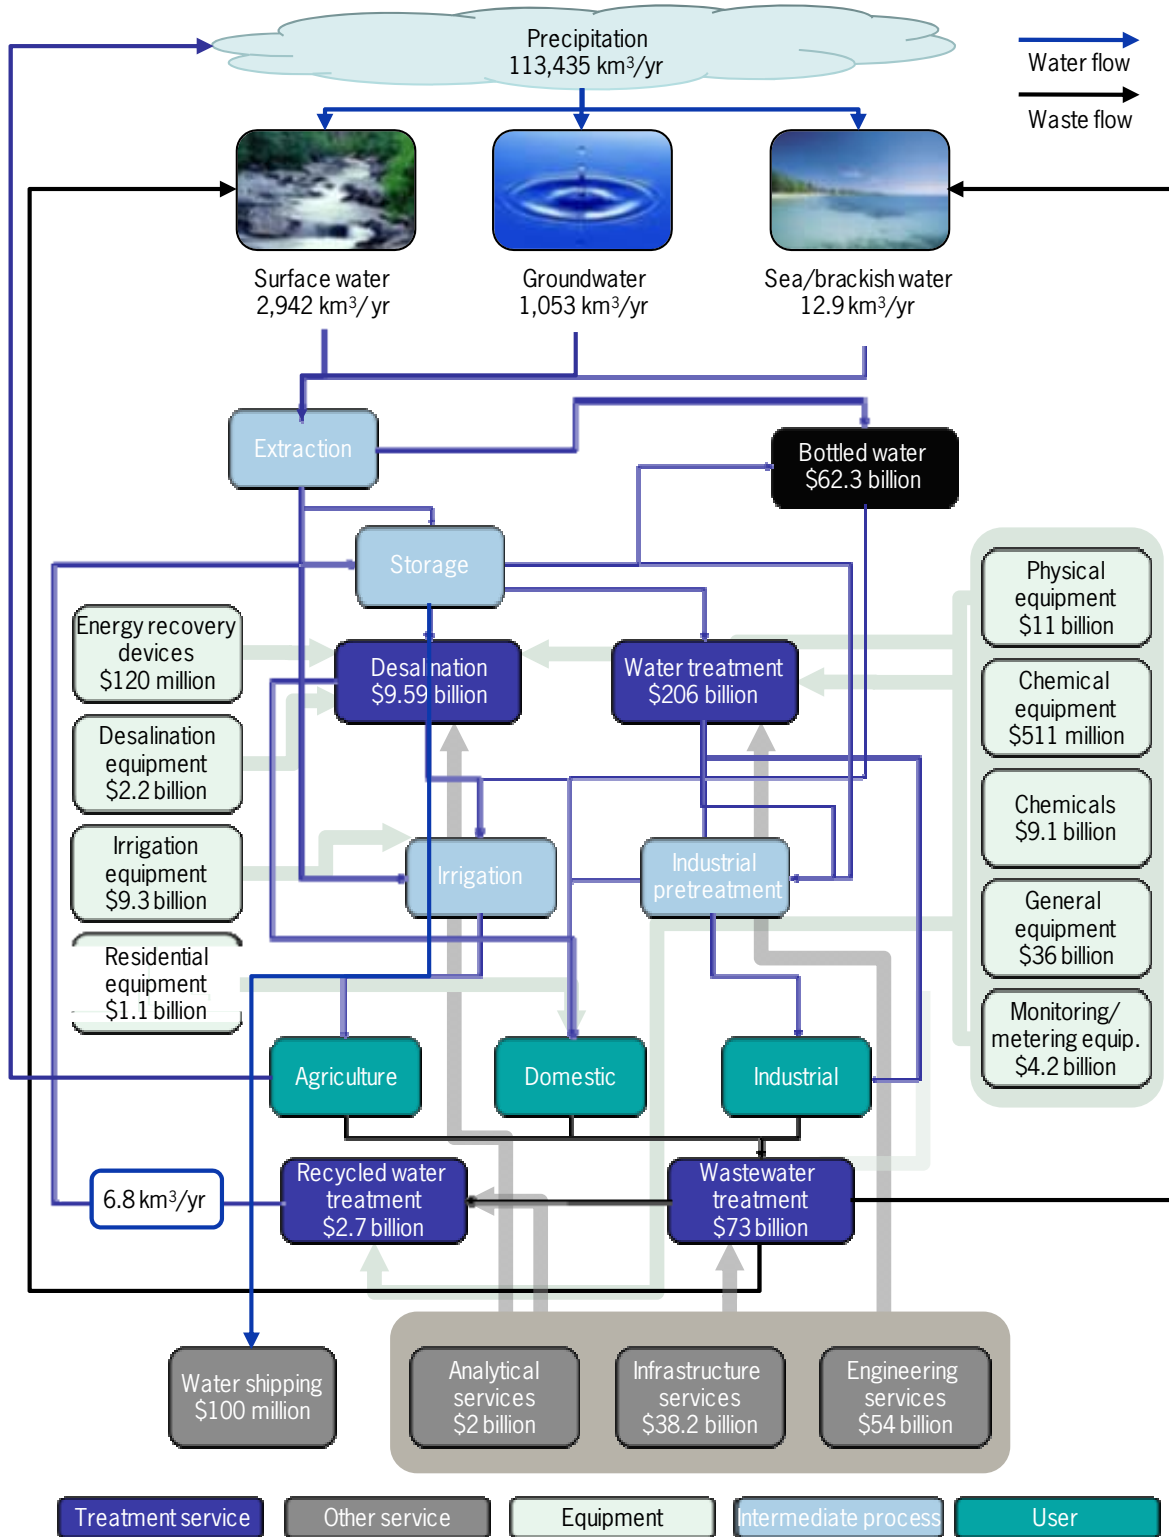 Precipitation
113,435 km³/yr
Water flow
Waste flow
Surface water
2,942 km³/yr
Groundwater
1,053 km³/yr
Sea/brackish water
12.9 km³/yr
Extraction
Bottled water
$62.3 billion
Storage
Physical
equipment
$11 billion
Energy recovery
devices
$120 million
Desalination
$9.59 billion
Water treatment
$206 billion
Chemical
equipment
$511 million
Desalination
equipment
$2.2 billion
Chemicals
$9.1 billion
Irrigation
equipment
$9.3 billion
Irrigation
Industrial
pretreatment
General
equipment
$36 billion
Residential
equipment
$1.1 billion
Monitoring/
metering equip.
$4.2 billion
Agriculture
Domestic
Industrial
6.8 km³/yr
Recycled water
treatment
$2.7 billion
Wastewater
treatment
$73 billion
Water shipping
$100 million
Analytical
services
$2 billion
Infrastructure
services
$38.2 billion
Engineering
services
$54 billion
Treatment service
Other service
Equipment
Intermediate process
User